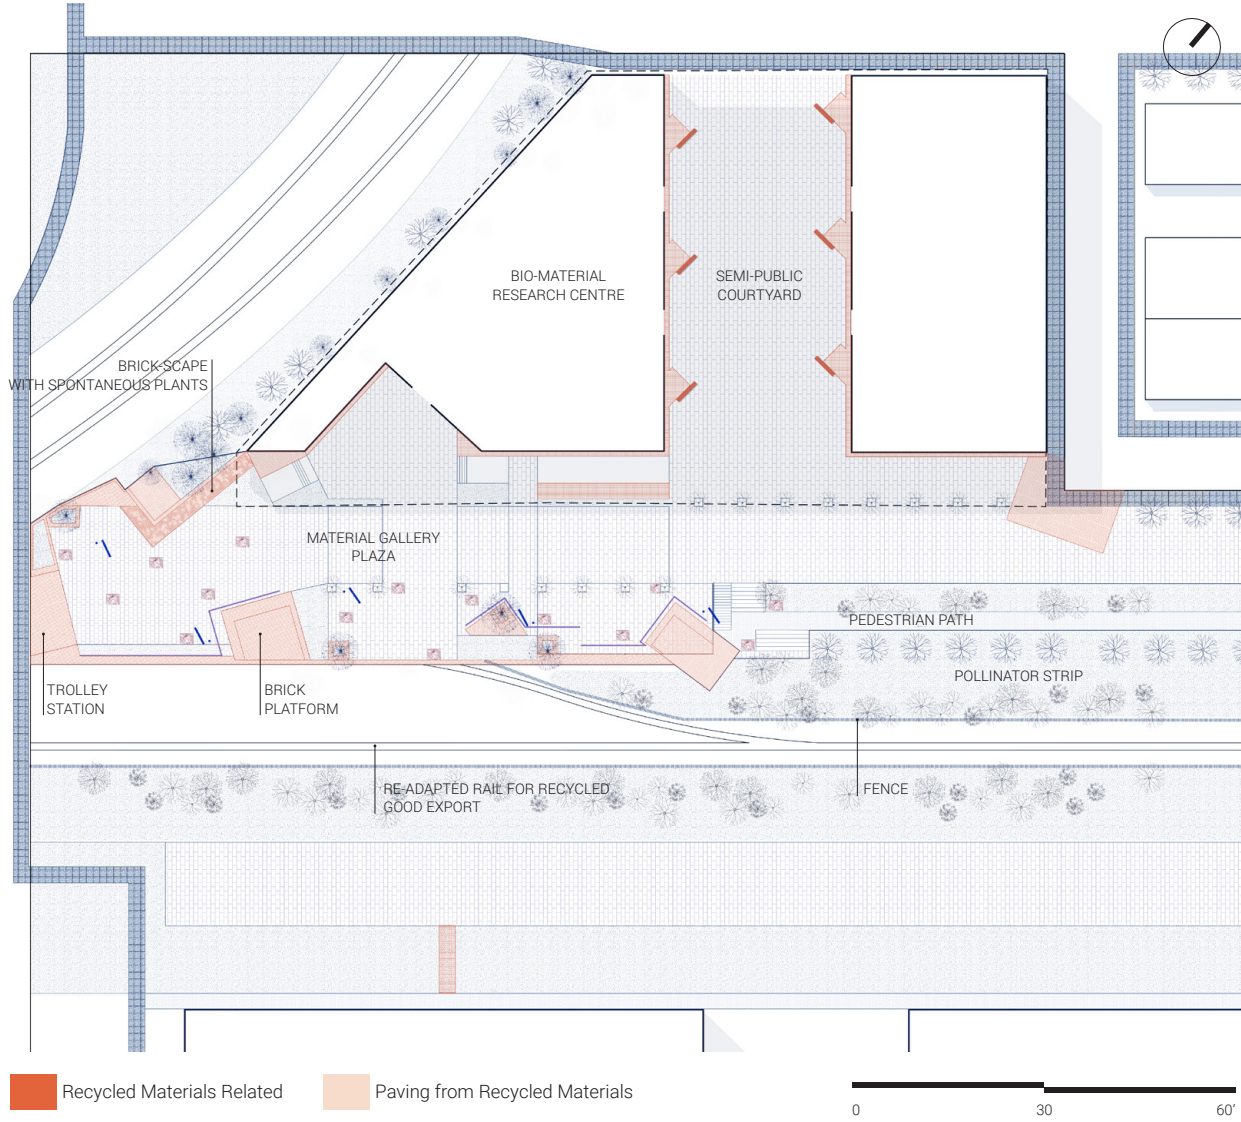 BIO-MATERIAL
RESEARCH CENTRE
SEMI-PUBLIC
COURTYARD
BRICK-SCAPE
WITH SPONTANEOUS PLANTS
MATERIAL GALLERY
PLAZA
PEDESTRIAN PATH
POLLINATOR STRIP
TROLLEY
STATION
BRICK
PLATFORM
RE-ADAPTED RAIL FOR RECYCLED
GOOD EXPORT
FENCE
Recycled Materials Related
Paving from Recycled Materials
0 30 60'